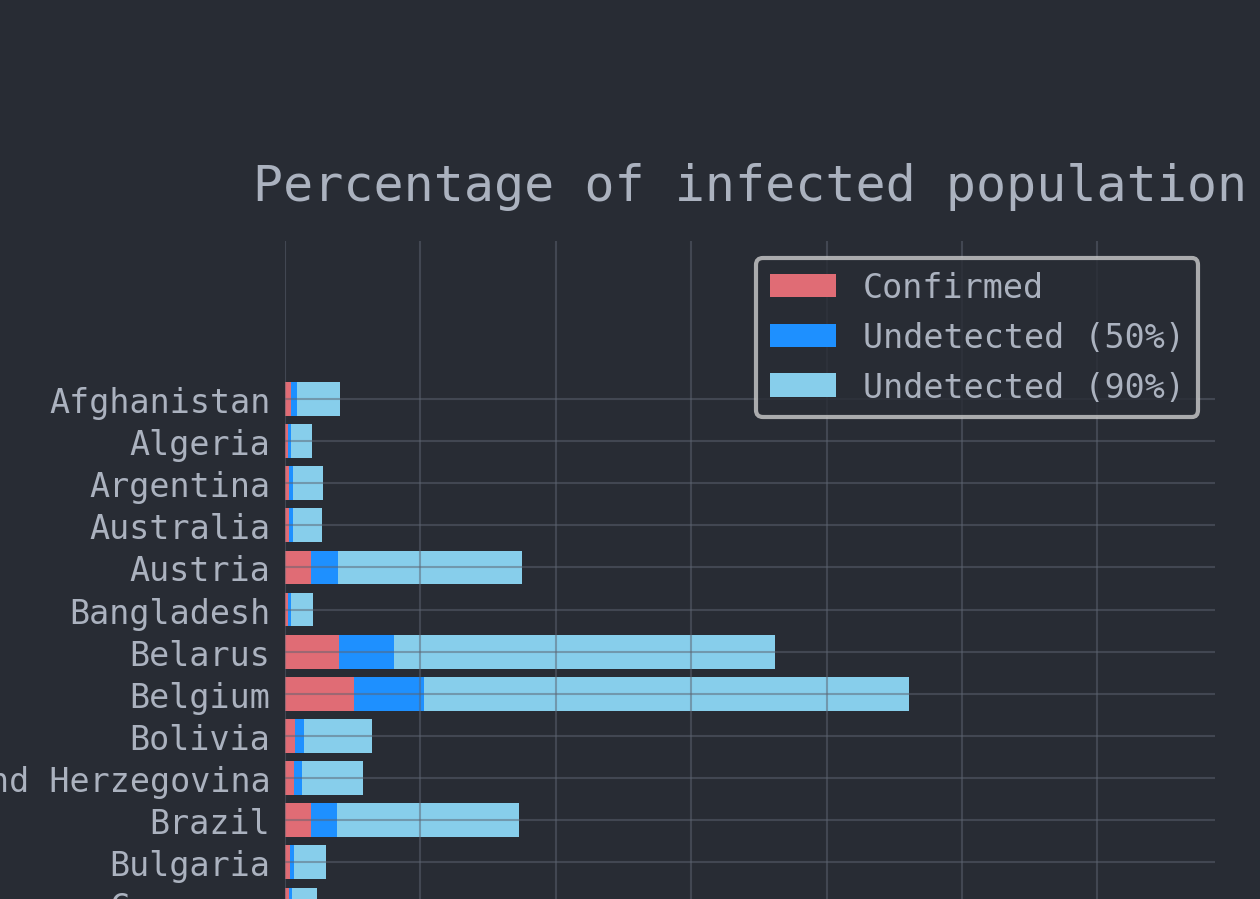 Percentage of infected population
Confirmed
Undetected (50%)
Undetected (90%)
Afghanistan
Algeria
Argentina
Australia
Austria
Bangladesh
Belarus
Belgium
Bolivia
Herzegovina
Brazil
Bulgaria